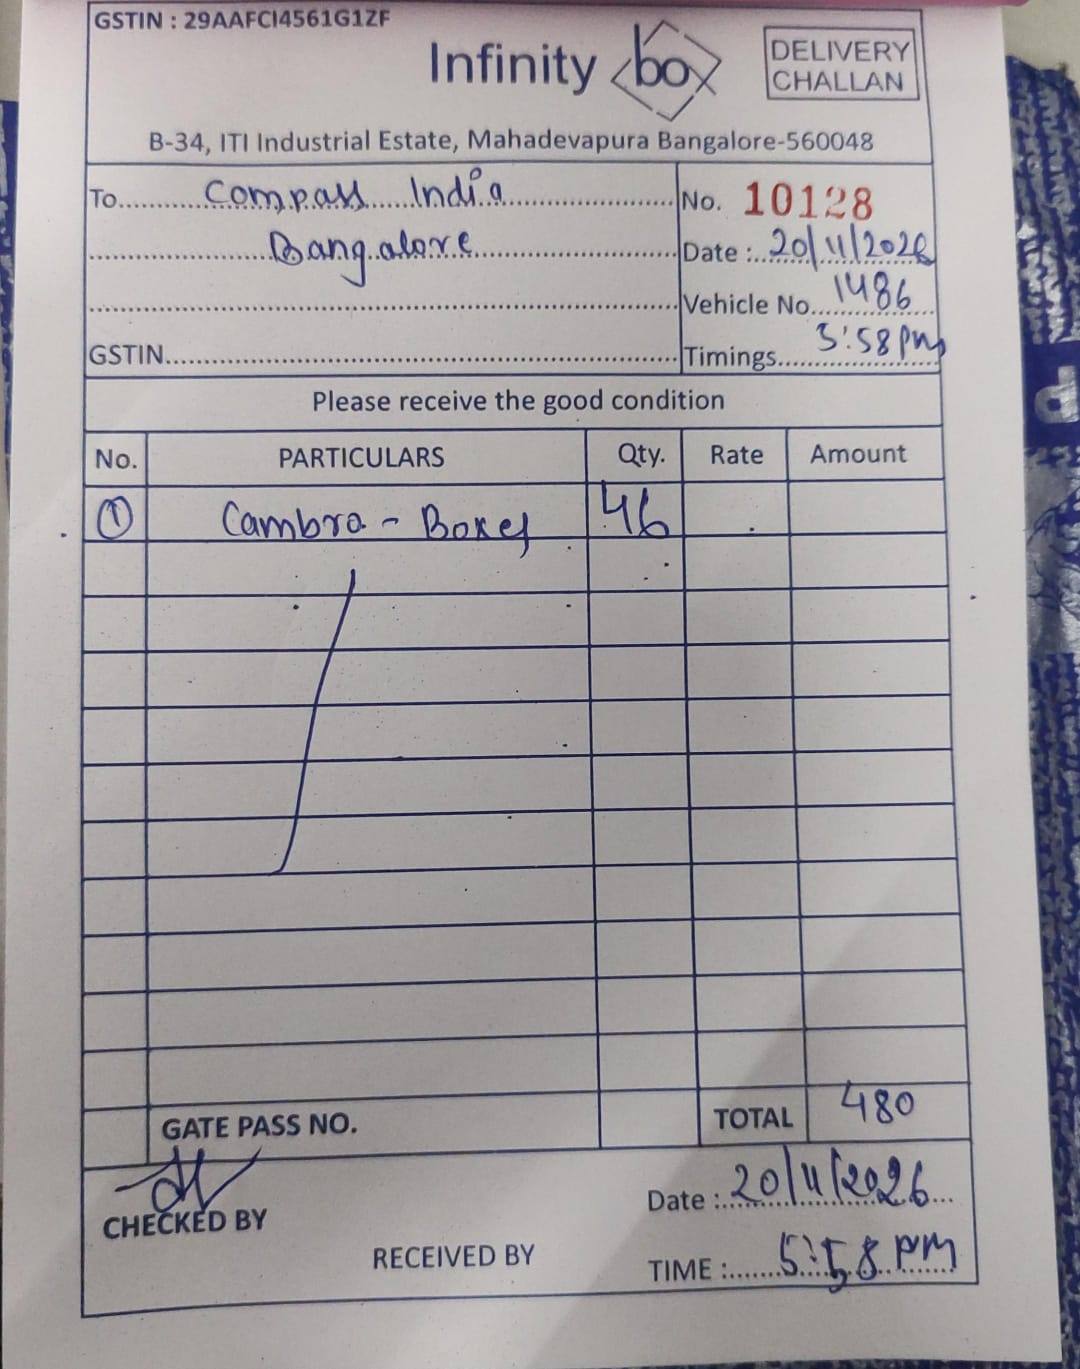 GSTIN : 29AAFCI4561G1ZF
Infinity box
DELIVERY
CHALLAN
B-34, ITI Industrial Estate, Mahadevapura Bangalore-560048
To Compass India
Bangalore
No. 10128
Date : 20/4/2026
Vehicle No. 1486
GSTIN
Timings 5:58 pm
Please receive the good condition
No. PARTICULARS Qty. Rate Amount
① Cambro - Boxes 46
GATE PASS NO. TOTAL 480
CHECKED BY
Date : 20/4/2026
RECEIVED BY
TIME : 5:58 pm